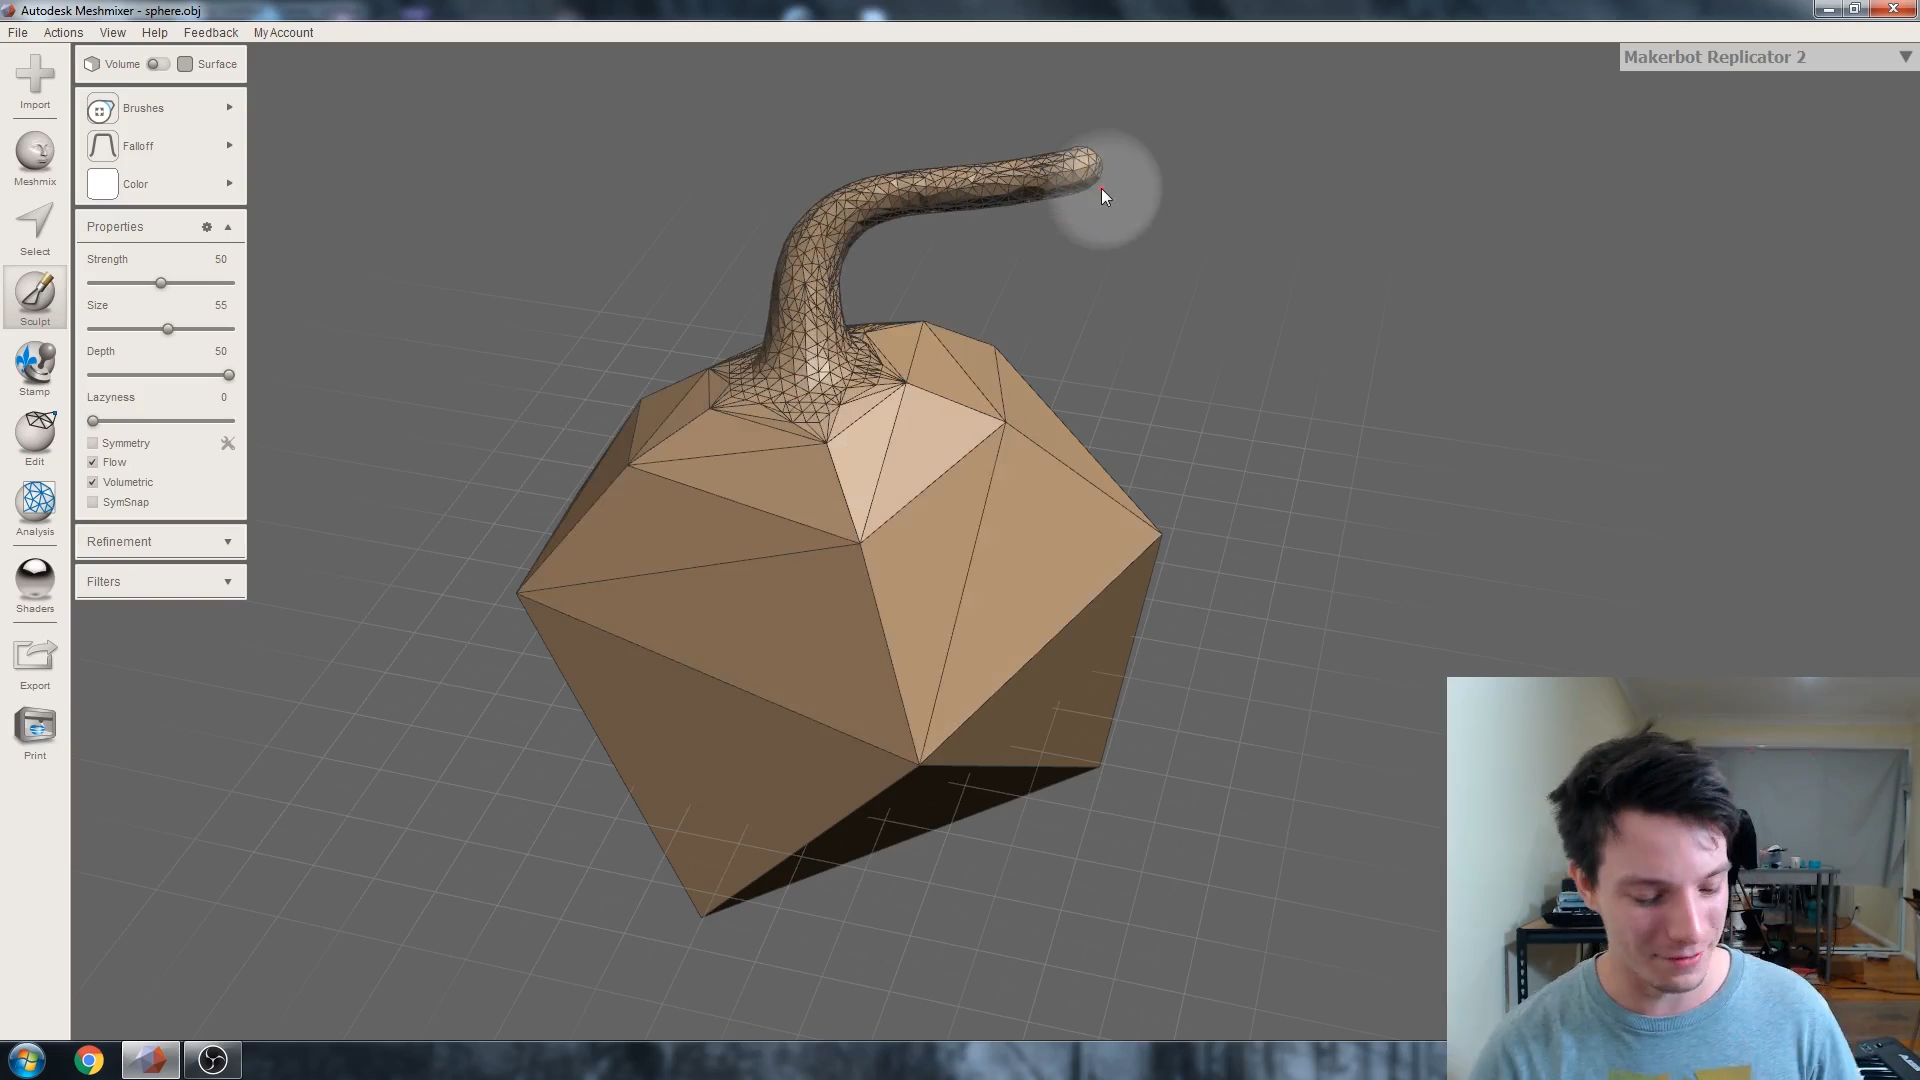 Autodesk Meshmixer - sphere.obj
File Actions View Help Feedback My Account
Makerbot Replicator 2
Import
Meshmix
Select
Sculpt
Stamp
Edit
Analysis
Shaders
Export
Print
Volume Surface
Brushes
Falloff
Color
Properties
Strength 50
Size 55
Depth 50
Lazyness 0
Symmetry
Flow
Volumetric
SymSnap
Refinement
Filters